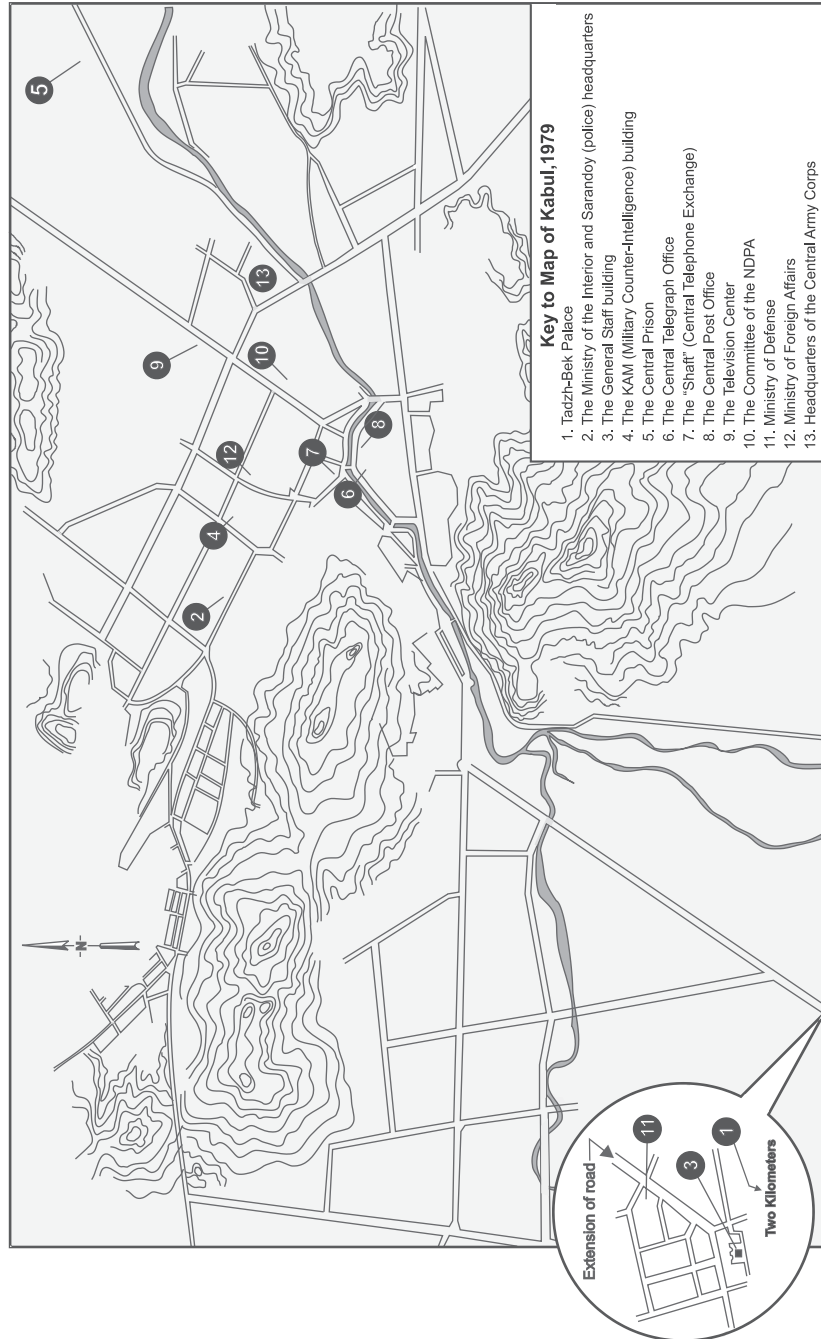 Key to Map of Kabul,1979
1. Tadzh-Bek Palace
2. The Ministry of the Interior and Sarandoy (police) headquarters
3. The General Staff building
4. The KAM (Military Counter-Intelligence) building
5. The Central Prison
6. The Central Telegraph Office
7. The "Shaft" (Central Telephone Exchange)
8. The Central Post Office
9. The Television Center
10. The Committee of the NDPA
11. Ministry of Defense
12. Ministry of Foreign Affairs
13. Headquarters of the Central Army Corps
N
5
9
13
10
12
7
8
4
6
2
Extension of road
11
3
1
Two Kilometers